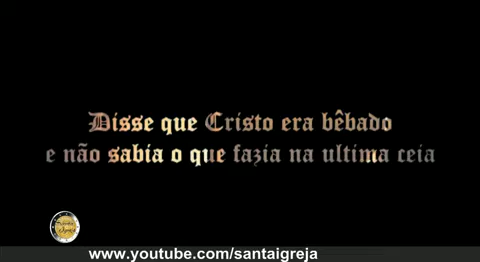 Disse que Cristo era bêbado
e não sabia o que fazia na ultima ceia
www.youtube.com/santaigreja